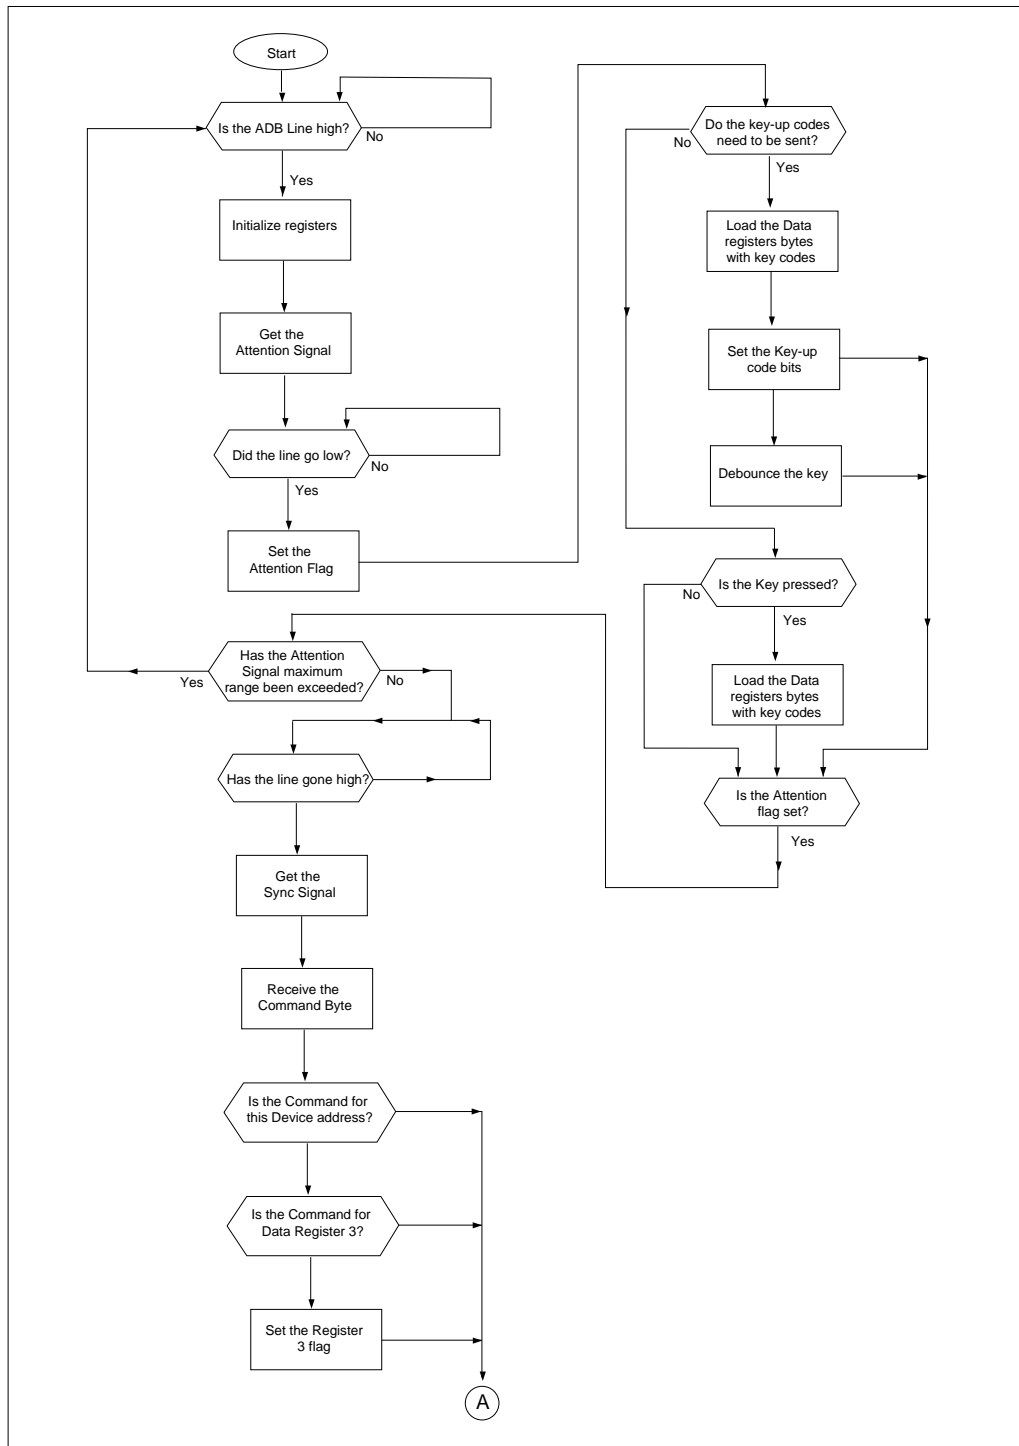 Start
Is the ADB Line high?
No
Yes
Initialize registers
Get the
Attention Signal
Did the line go low?
No
Yes
Set the
Attention Flag
Has the Attention
Signal maximum
range been exceeded?
Yes
No
Has the line gone high?
Get the
Sync Signal
Receive the
Command Byte
Is the Command for
this Device address?
Is the Command for
Data Register 3?
Set the Register
3 flag
A
Do the key-up codes
need to be sent?
No
Yes
Load the Data
registers bytes
with key codes
Set the Key-up
code bits
Debounce the key
Is the Key pressed?
No
Yes
Load the Data
registers bytes
with key codes
Is the Attention
flag set?
Yes